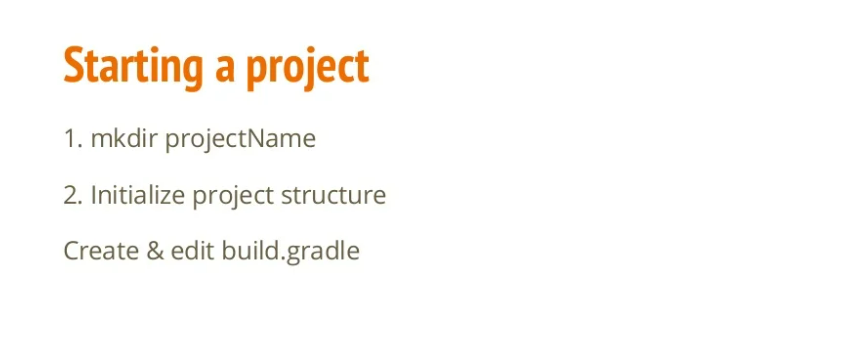 Starting a project
1. mkdir projectName
2. Initialize project structure
Create & edit build.gradle